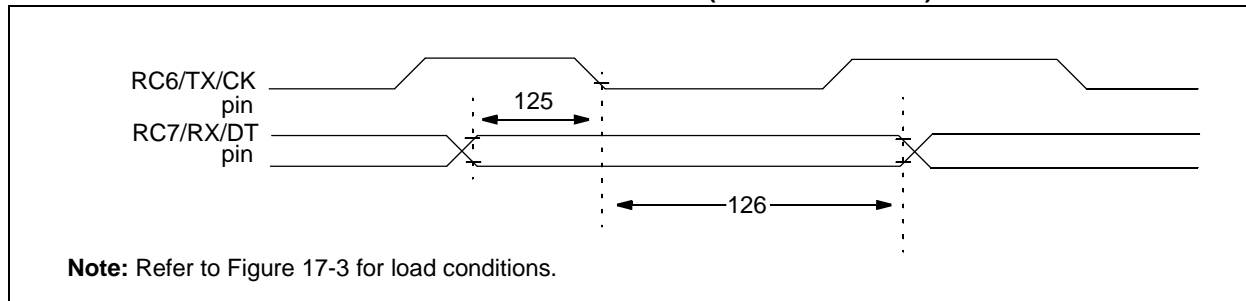 RC6/TX/CK
pin
125
RC7/RX/DT
pin
126
Note: Refer to Figure 17-3 for load conditions.